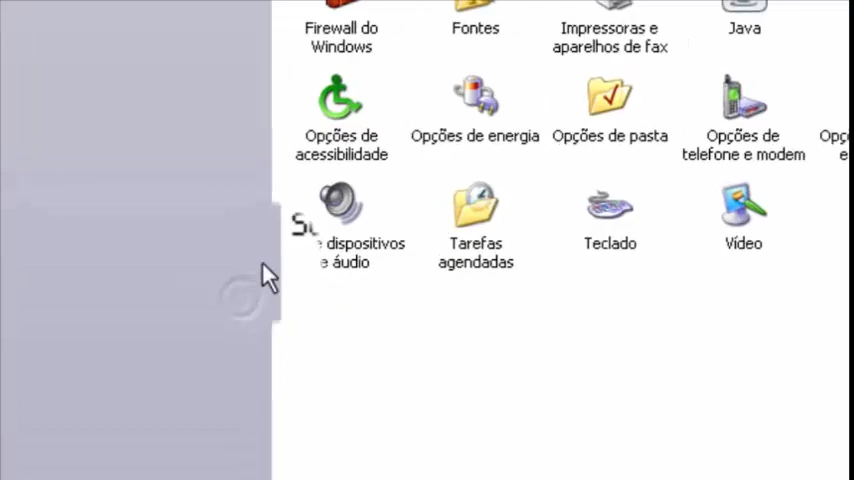 Firewall do
Windows
Fontes
Impressoras e
aparelhos de fax
Java
Opções de
acessibilidade
Opções de energia
Opções de pasta
Opções de
telefone e modem
dispositivos
e áudio
Tarefas
agendadas
Teclado
Vídeo